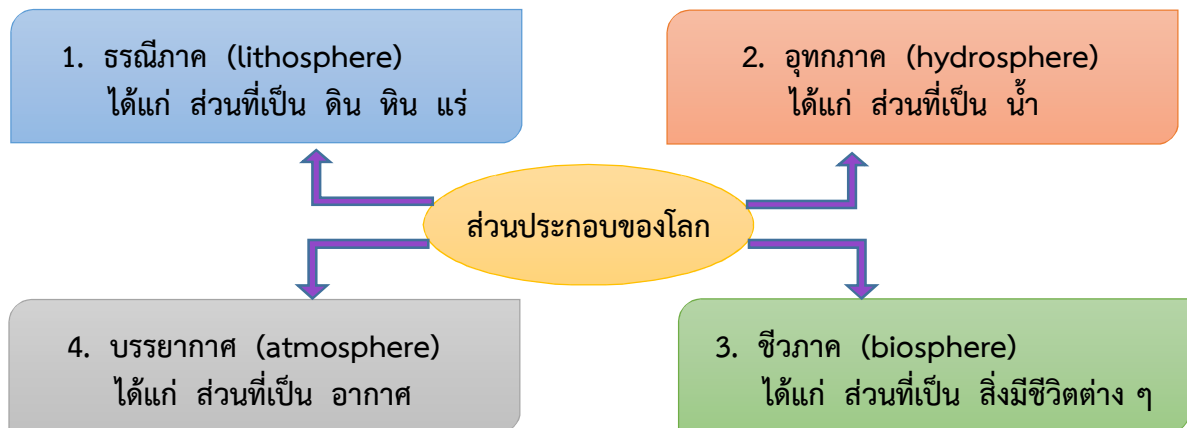 1. ธรณีภาค (lithosphere)
ได้แก่ ส่วนที่เป็น ดิน หิน แร่
2. อุทกภาค (hydrosphere)
ได้แก่ ส่วนที่เป็น น้ำ
ส่วนประกอบของโลก
4. บรรยากาศ (atmosphere)
ได้แก่ ส่วนที่เป็น อากาศ
3. ชีวภาค (biosphere)
ได้แก่ ส่วนที่เป็น สิ่งมีชีวิตต่าง ๆ